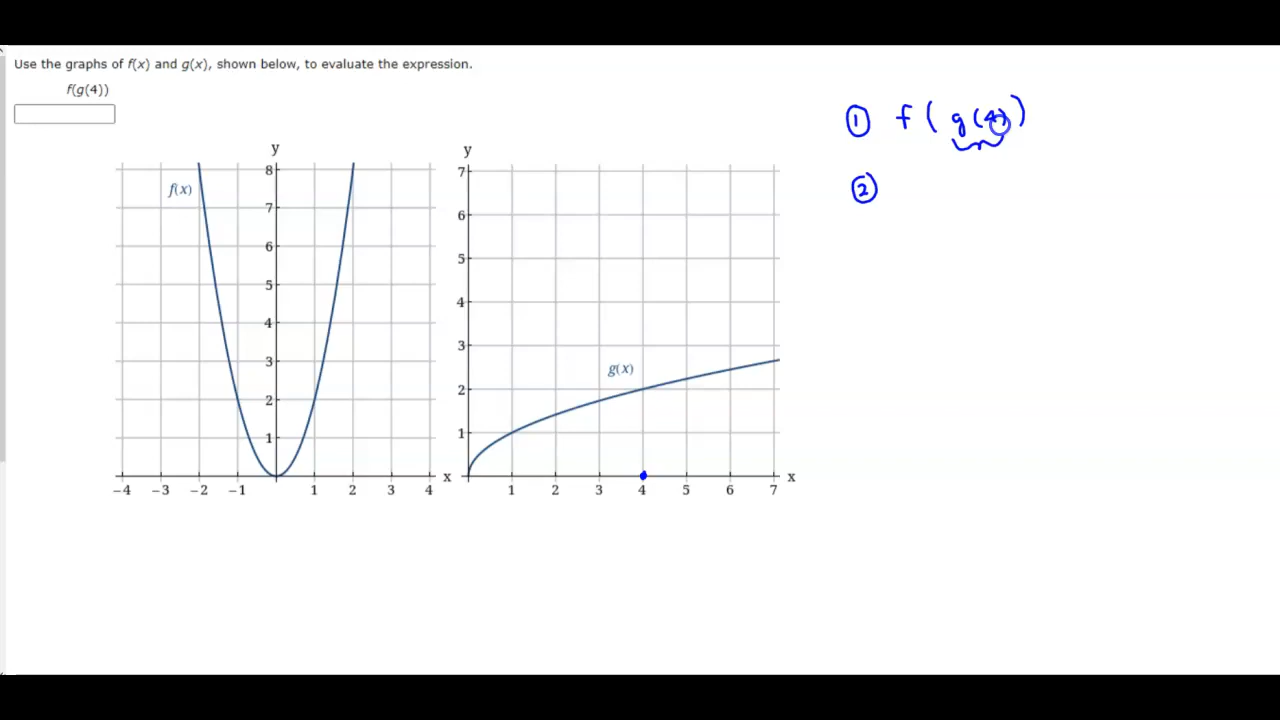 Use the graphs of f(x) and g(x), shown below, to evaluate the expression.
f(g(4))
① f ( g(4) )
②
y
8
7
6
5
4
3
2
1
f(x)
−4 −3 −2 −1 1 2 3 4 x
y
7
6
5
4
3
2
1
g(x)
1 2 3 4 5 6 7 x